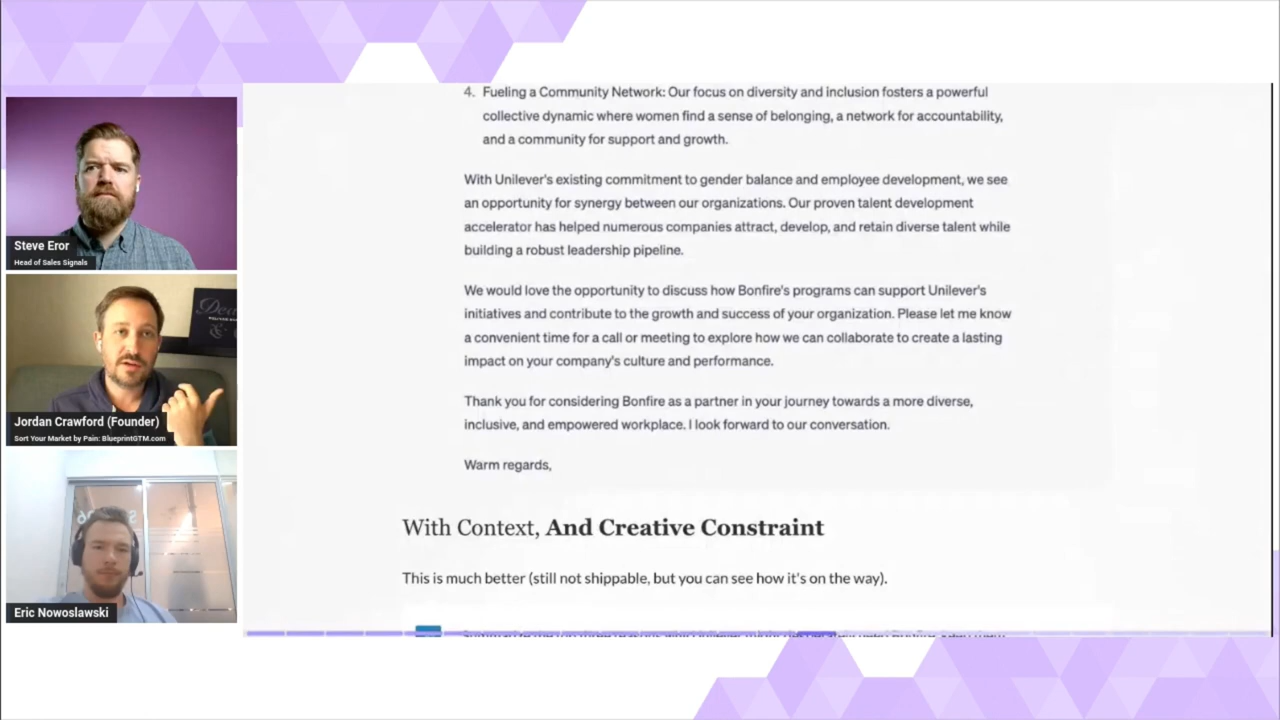 Steve Eror
Head of Sales Signals
Jordan Crawford (Founder)
Sort Your Market by Pain: BlueprintGTM.com
Eric Nowoslawski
4. Fueling a Community Network: Our focus on diversity and inclusion fosters a powerful
collective dynamic where women find a sense of belonging, a network for accountability,
and a community for support and growth.
With Unilever's existing commitment to gender balance and employee development, we see
an opportunity for synergy between our organizations. Our proven talent development
accelerator has helped numerous companies attract, develop, and retain diverse talent while
building a robust leadership pipeline.
We would love the opportunity to discuss how Bonfire's programs can support Unilever's
initiatives and contribute to the growth and success of your organization. Please let me know
a convenient time for a call or meeting to explore how we can collaborate to create a lasting
impact on your company's culture and performance.
Thank you for considering Bonfire as a partner in your journey towards a more diverse,
inclusive, and empowered workplace. I look forward to our conversation.
Warm regards,
With Context, And Creative Constraint
This is much better (still not shippable, but you can see how it's on the way).